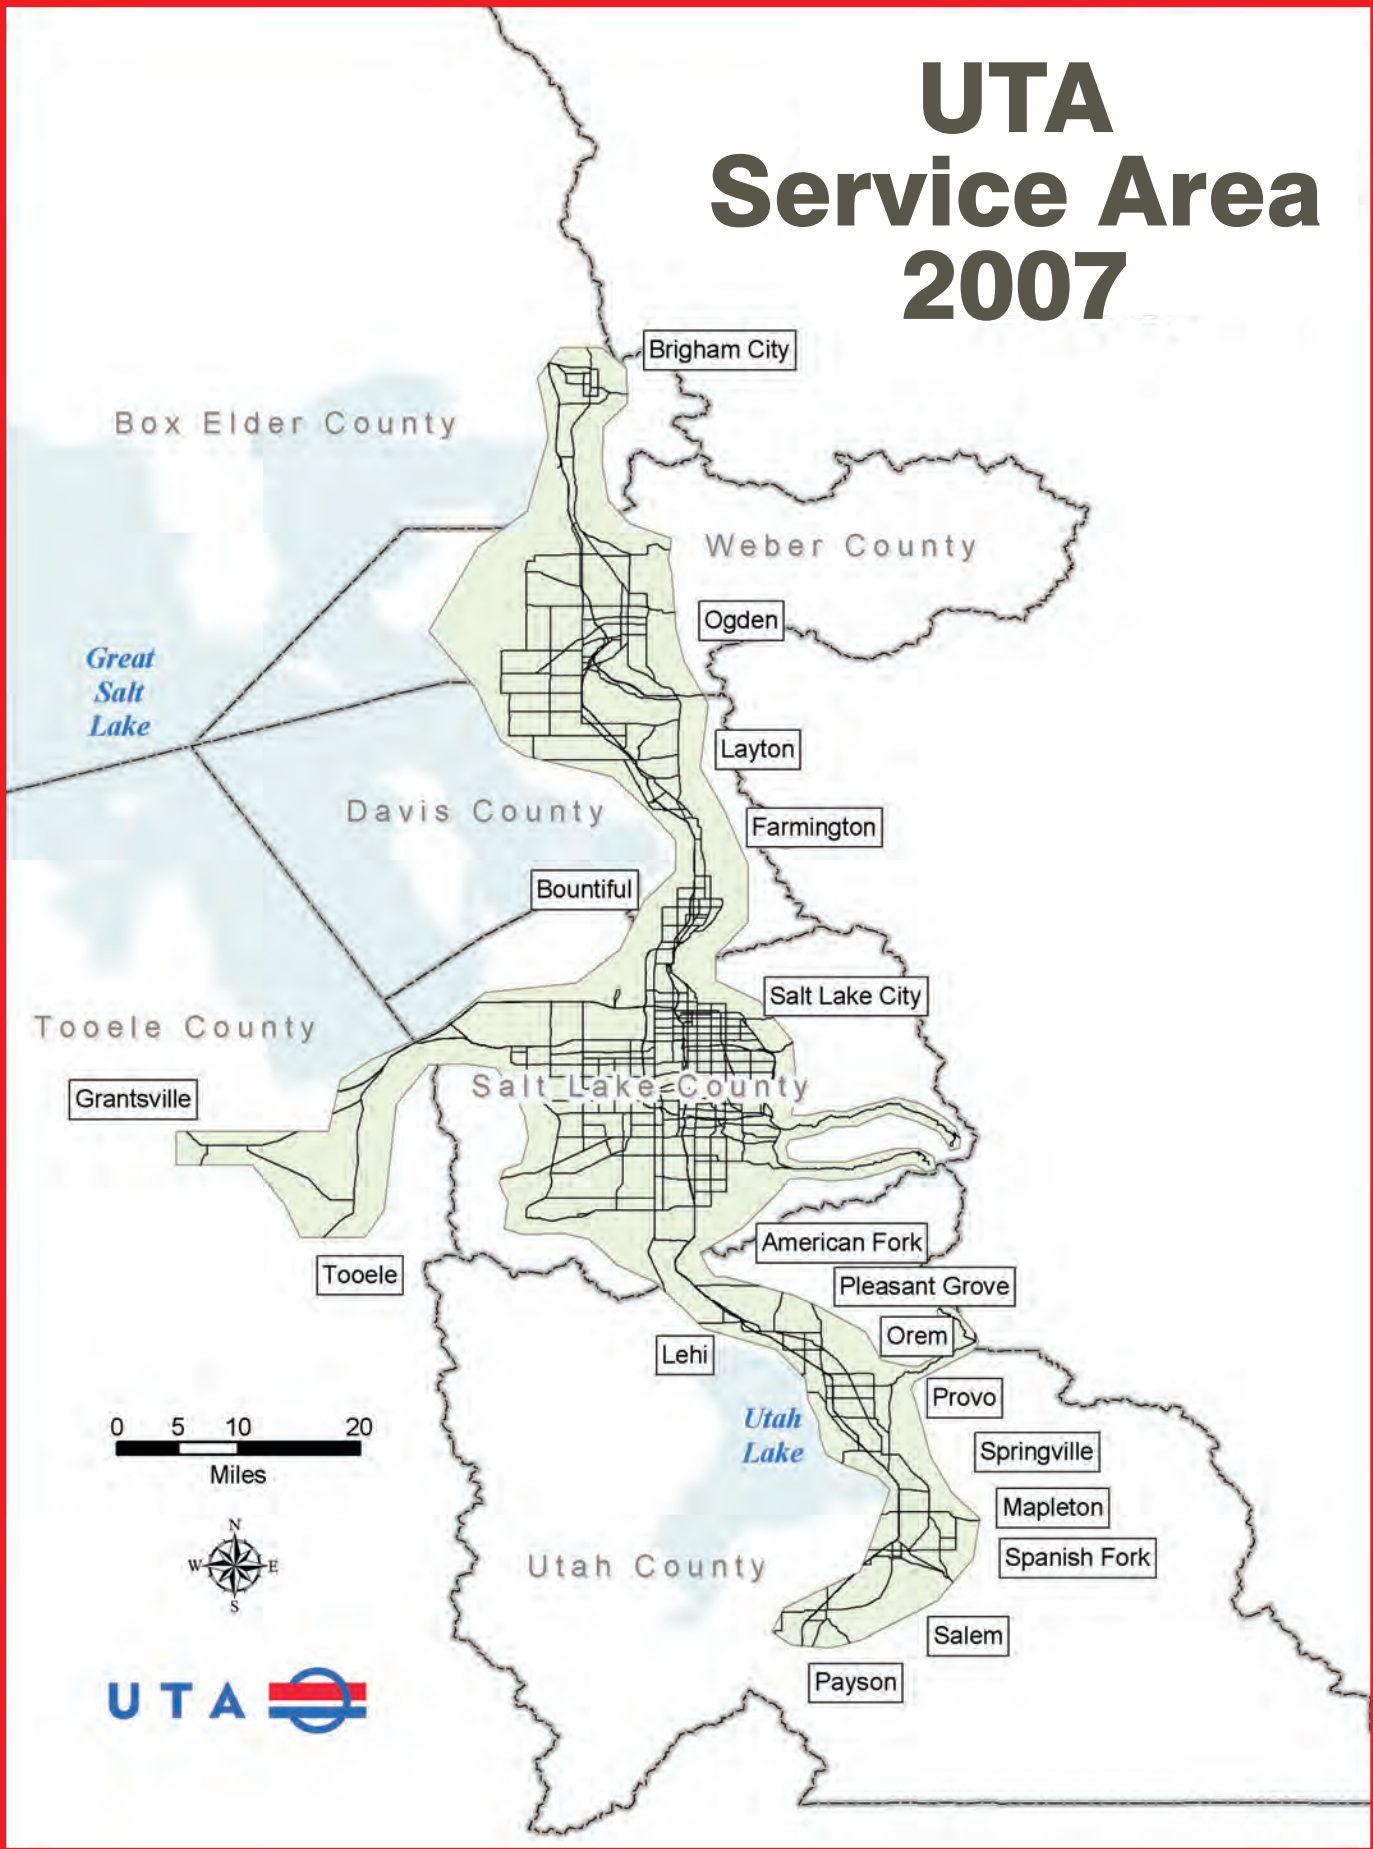 UTA
Service Area
2007
Brigham City
Box Elder County
Weber County
Ogden
Great
Salt
Lake
Layton
Davis County
Farmington
Bountiful
Salt Lake City
Tooele County
Salt Lake County
Grantsville
American Fork
Tooele
Pleasant Grove
Orem
Lehi
Provo
Utah
Lake
0 5 10 20
Miles
Springville
Mapleton
N
W E
S
Spanish Fork
Utah County
Salem
Payson
UTA